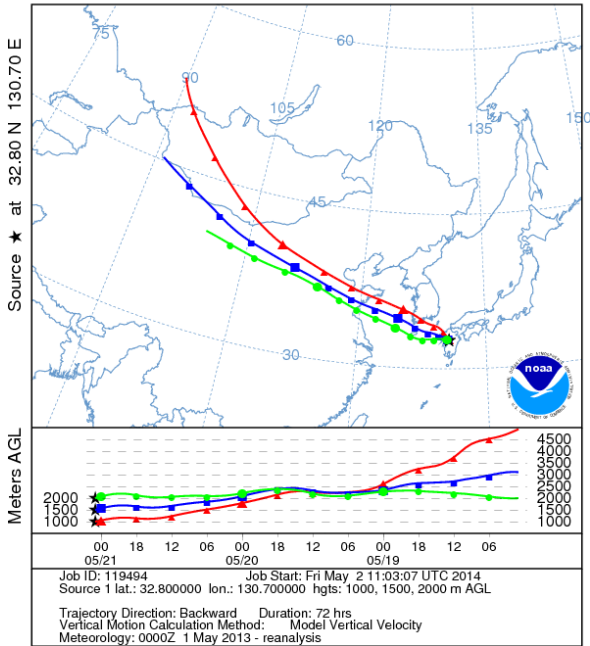 75
60
90
105
120
135
150
45
30
Source ★ at 32.80 N 130.70 E
noaa
Meters AGL
4500
4000
3500
3000
2500
2000
1500
1000
2000
1500
1000
00 18 12 06 00 18 12 06 00 18 12 06
05/21 05/20 05/19
Job ID: 119494 Job Start: Fri May 2 11:03:07 UTC 2014
Source 1 lat.: 32.800000 lon.: 130.700000 hgts: 1000, 1500, 2000 m AGL
Trajectory Direction: Backward Duration: 72 hrs
Vertical Motion Calculation Method: Model Vertical Velocity
Meteorology: 0000Z 1 May 2013 - reanalysis